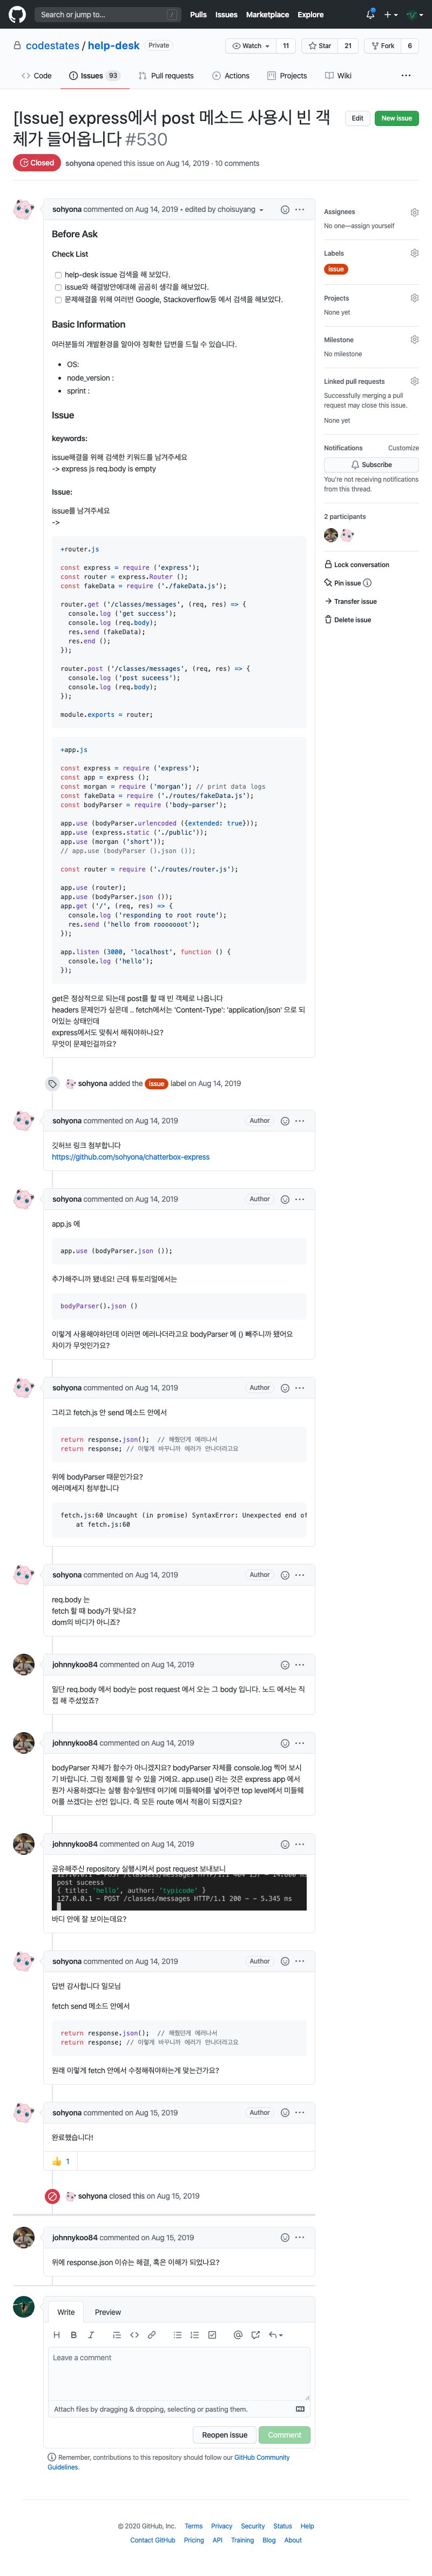 Search or jump to...
/
Pulls Issues Marketplace Explore
codestates / help-desk Private
Watch 11
Star 21
Fork 6
Code
Issues 93
Pull requests
Actions
Projects
Wiki
[Issue] express에서 post 메소드 사용시 빈 객
체가 들어옵니다 #530
Edit
New issue
Closed sohyona opened this issue on Aug 14, 2019 · 10 comments
sohyona commented on Aug 14, 2019 • edited by choisuyang
Before Ask
Check List
help-desk issue 검색을 해 보았다.
issue와 해결방안에대해 곰곰히 생각을 해보았다.
문제해결을 위해 여러번 Google, Stackoverflow등 에서 검색을 해보았다.
Basic Information
여러분들의 개발환경을 알아야 정확한 답변을 드릴 수 있습니다.
OS:
node_version :
sprint :
Issue
keywords:
issue해결을 위해 검색한 키워드를 남겨주세요
-> express js req.body is empty
Issue:
issue를 남겨주세요
->
+router.js
const express = require ('express');
const router = express.Router ();
const fakeData = require ('./fakeData.js');
router.get ('/classes/messages', (req, res) => {
console.log ('get success');
console.log (req.body);
res.send (fakeData);
res.end ();
});
router.post ('/classes/messages', (req, res) => {
console.log ('post suceess');
console.log (req.body);
});
module.exports = router;
+app.js
const express = require ('express');
const app = express ();
const morgan = require ('morgan'); // print data logs
const fakeData = require ('./routes/fakeData.js');
const bodyParser = require ('body-parser');
app.use (bodyParser.urlencoded ({extended: true}));
app.use (express.static ('./public'));
app.use (morgan ('short'));
// app.use (bodyParser ().json ());
const router = require ('./routes/router.js');
app.use (router);
app.use (bodyParser.json ());
app.get ('/', (req, res) => {
console.log ('responding to root route');
res.send ('hello from rooooooot');
});
app.listen (3000, 'localhost', function () {
console.log ('hello');
});
get은 정상적으로 되는데 post를 할 때 빈 객체로 나옵니다
headers 문제인가 싶은데 .. fetch에서는 'Content-Type': 'application/json' 으로 되
어있는 상태인데
express에서도 맞춰서 해줘야하나요?
무엇이 문제인걸까요?
Assignees
No one—assign yourself
Labels
issue
Projects
None yet
Milestone
No milestone
Linked pull requests
Successfully merging a pull
request may close this issue.
None yet
Notifications Customize
Subscribe
You're not receiving notifications
from this thread.
2 participants
Lock conversation
Pin issue
Transfer issue
Delete issue
sohyona added the issue label on Aug 14, 2019
sohyona commented on Aug 14, 2019 Author
깃허브 링크 첨부합니다
https://github.com/sohyona/chatterbox-express
sohyona commented on Aug 14, 2019 Author
app.js 에
app.use (bodyParser.json ());
추가해주니까 됐네요! 근데 튜토리얼에서는
bodyParser().json ()
이렇게 사용해야하던데 이러면 에러나더라고요 bodyParser 에 () 빼주니까 됐어요
차이가 무엇인가요?
sohyona commented on Aug 14, 2019 Author
그리고 fetch.js 안 send 메소드 안에서
return response.json(); // 해줬던게 에러나서
return response; // 이렇게 바꾸니까 에러가 안나더라고요
위에 bodyParser 때문인가요?
에러메세지 첨부합니다
fetch.js:60 Uncaught (in promise) SyntaxError: Unexpected end of
at fetch.js:60
sohyona commented on Aug 14, 2019 Author
req.body 는
fetch 할 때 body가 맞나요?
dom의 바디가 아니죠?
johnnykoo84 commented on Aug 14, 2019
일단 req.body 에서 body는 post request 에서 오는 그 body 입니다. 노드 에서는 직
접 해 주셨었죠?
johnnykoo84 commented on Aug 14, 2019
bodyParser 자체가 함수가 아니겠지요? bodyParser 자체를 console.log 찍어 보시
기 바랍니다. 그럼 정체를 알 수 있을 거예요. app.use() 라는 것은 express app 에서
뭔가 사용하겠다는 실행 함수일텐데 여기에 미들웨어를 넣어주면 top level에서 미들웨
어를 쓰겠다는 선언 입니다. 즉 모든 route 에서 적용이 되겠지요?
johnnykoo84 commented on Aug 14, 2019
공유해주신 repository 실행시켜서 post request 보내보니
post suceess
{ title: 'hello', author: 'typicode' }
127.0.0.1 - POST /classes/messages HTTP/1.1 200 - - 5.345 ms
바디 안에 잘 보이는데요?
sohyona commented on Aug 14, 2019 Author
답변 감사합니다 일모님
fetch send 메소드 안에서
return response.json(); // 해줬던게 에러나서
return response; // 이렇게 바꾸니까 에러가 안나더라고요
원래 이렇게 fetch 안에서 수정해줘야하는게 맞는건가요?
sohyona commented on Aug 15, 2019 Author
완료했습니다!
👍 1
sohyona closed this on Aug 15, 2019
johnnykoo84 commented on Aug 15, 2019
위에 response.json 이슈는 해결, 혹은 이해가 되었나요?
Write Preview
Leave a comment
Attach files by dragging & dropping, selecting or pasting them.
Reopen issue
Comment
Remember, contributions to this repository should follow our GitHub Community
Guidelines.
© 2020 GitHub, Inc. Terms Privacy Security Status Help
Contact GitHub Pricing API Training Blog About